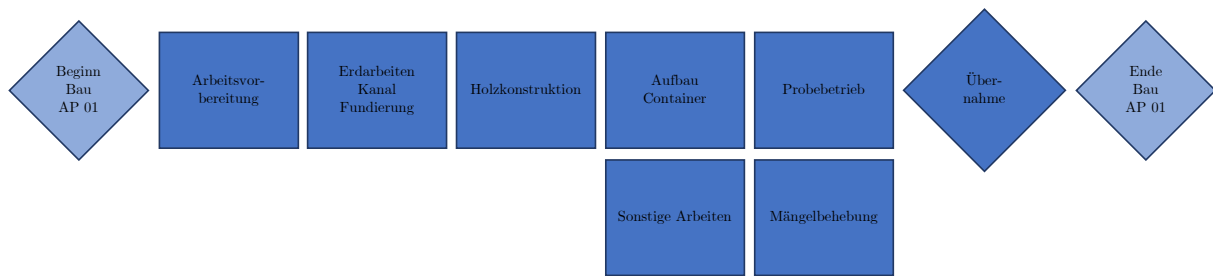 Beginn
Bau
AP 01
Arbeitsvor-
bereitung
Erdarbeiten
Kanal
Fundierung
Holzkonstruktion
Aufbau
Container
Probebetrieb
Über-
nahme
Ende
Bau
AP 01
Sonstige Arbeiten
Mängelbehebung